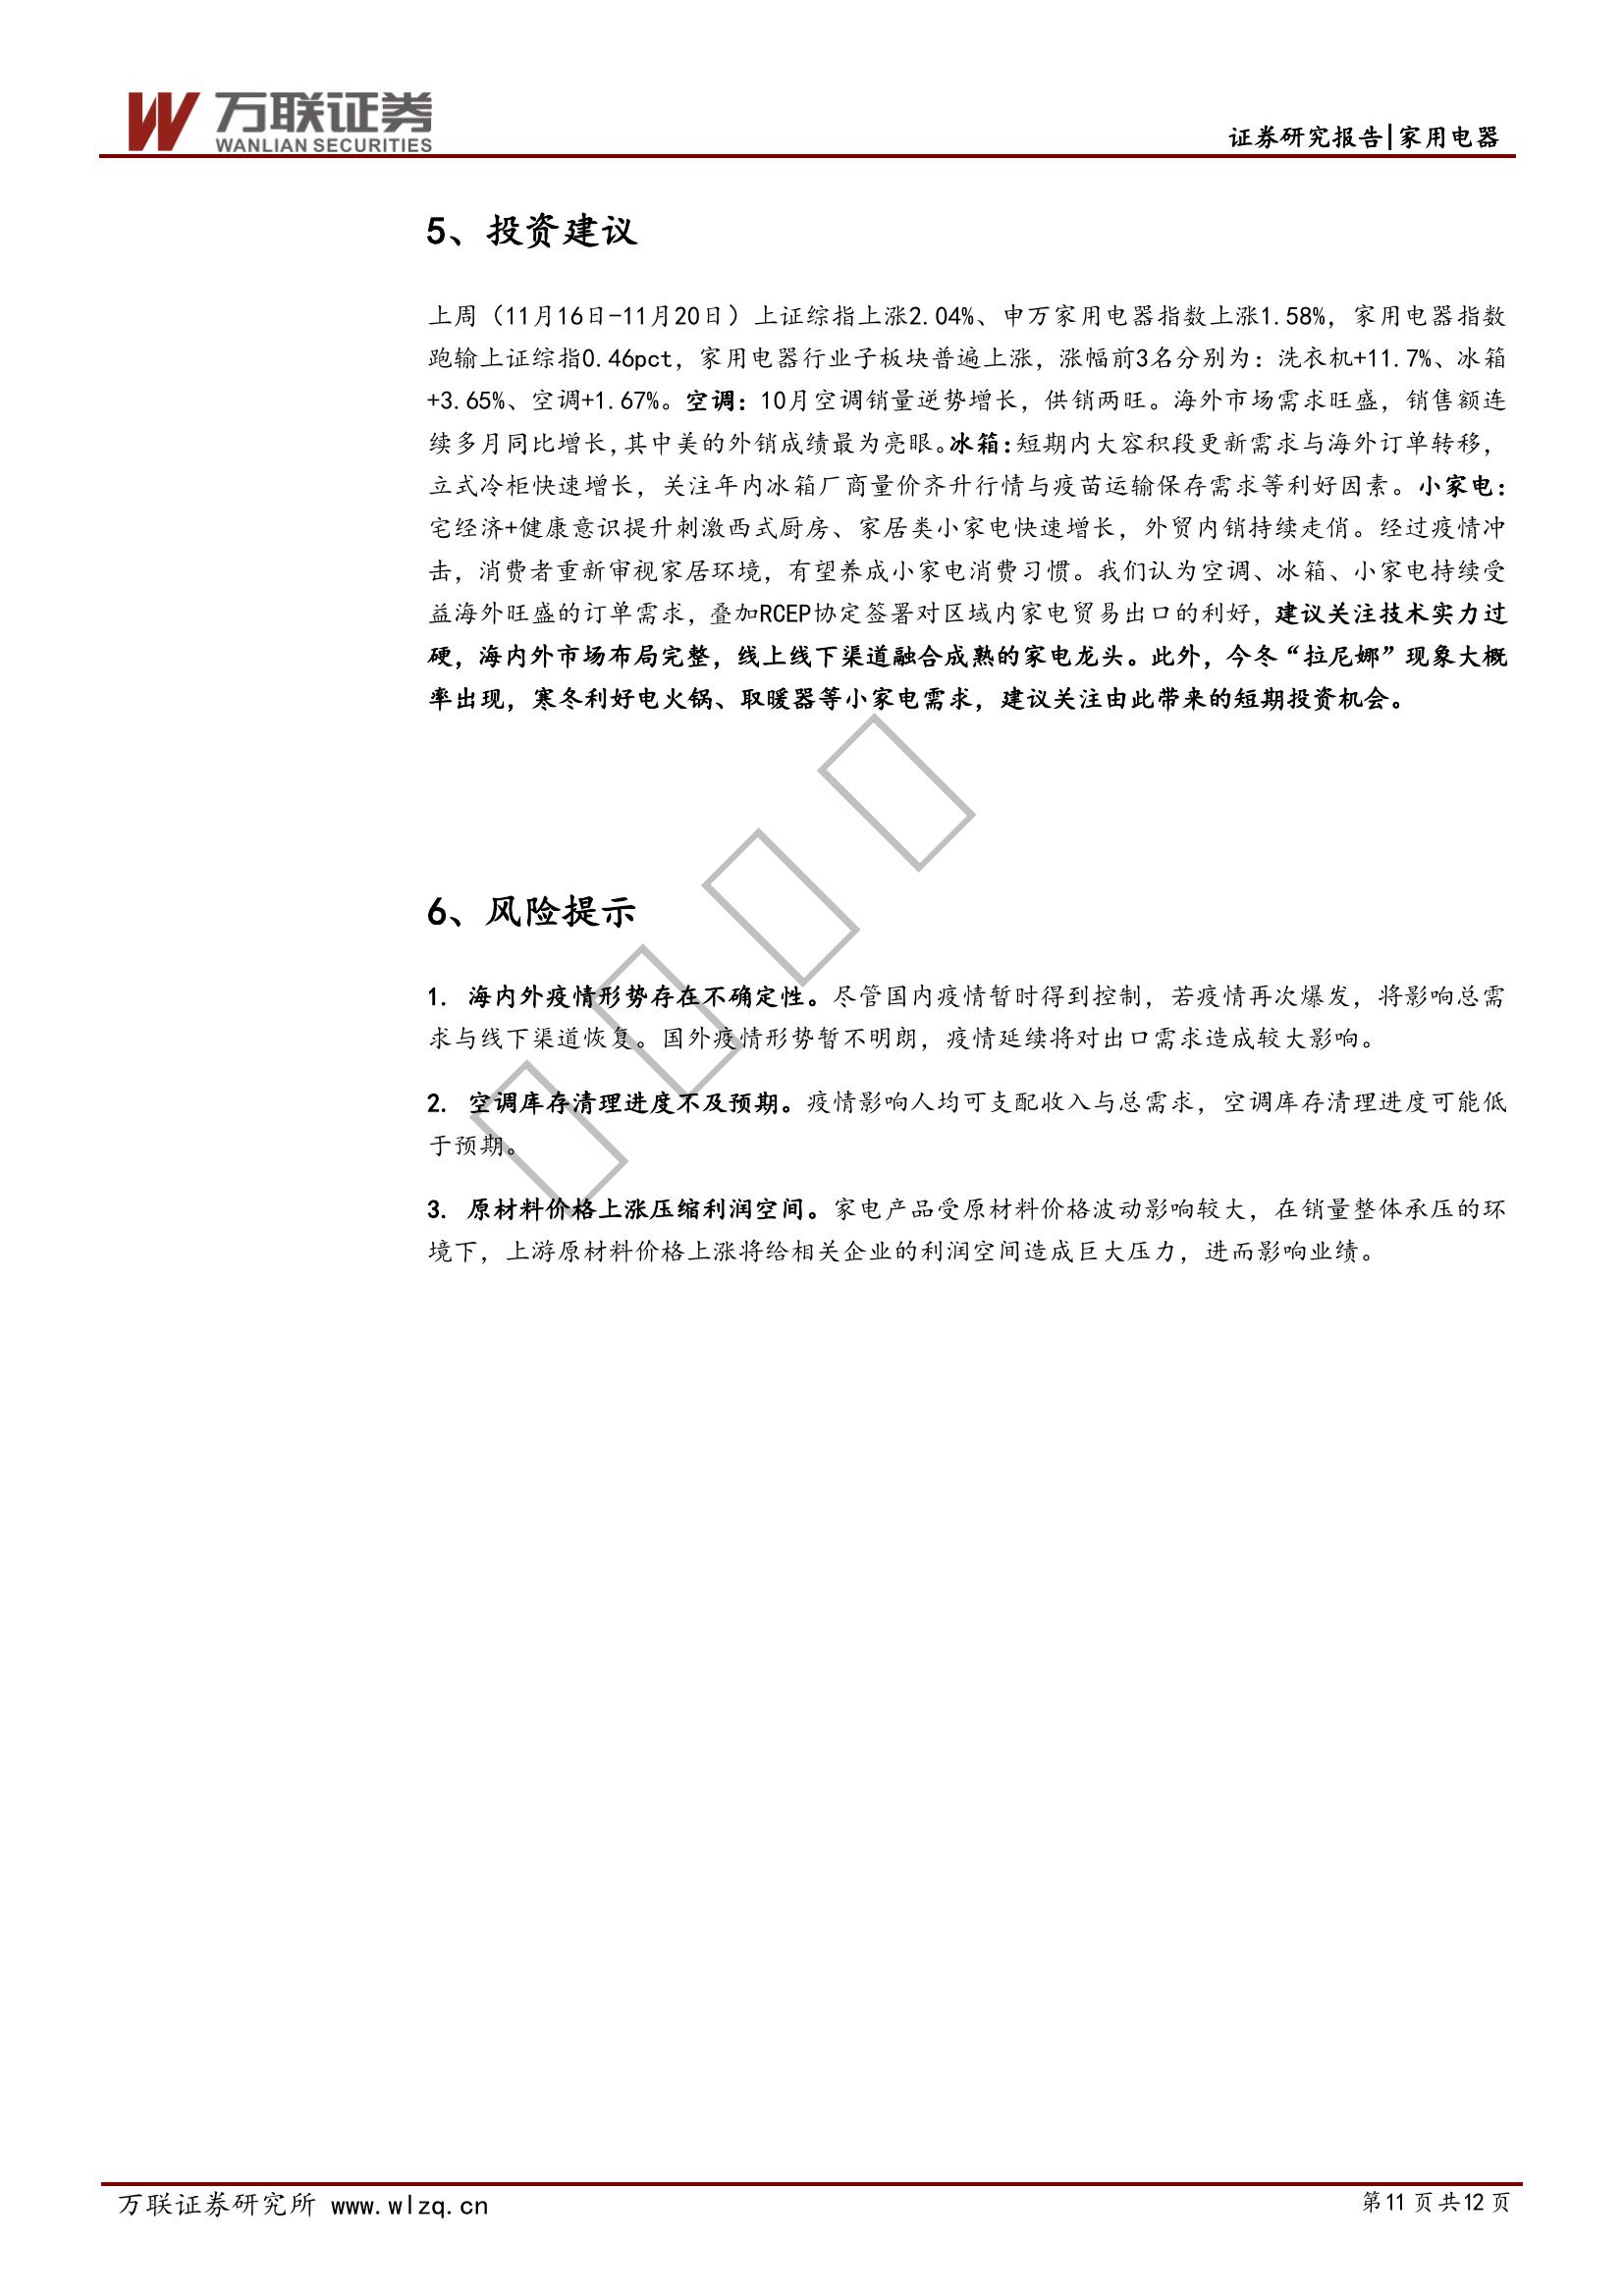 万联证券
WANLIAN SECURITIES
证券研究报告|家用电器
5、投资建议
上周（11月16日-11月20日）上证综指上涨2.04%、申万家用电器指数上涨1.58%，家用电器指数
跑输上证综指0.46pct，家用电器行业子板块普遍上涨，涨幅前3名分别为：洗衣机+11.7%、冰箱
+3.65%、空调+1.67%。空调：10月空调销量逆势增长，供销两旺。海外市场需求旺盛，销售额连
续多月同比增长，其中美的外销成绩最为亮眼。冰箱：短期内大容积段更新需求与海外订单转移，
立式冷柜快速增长，关注年内冰箱厂商量价齐升行情与疫苗运输保存需求等利好因素。小家电：
宅经济+健康意识提升刺激西式厨房、家居类小家电快速增长，外贸内销持续走俏。经过疫情冲
击，消费者重新审视家居环境，有望养成小家电消费习惯。我们认为空调、冰箱、小家电持续受
益海外旺盛的订单需求，叠加RCEP协定签署对区域内家电贸易出口的利好，建议关注技术实力过
硬，海内外市场布局完整，线上线下渠道融合成熟的家电龙头。此外，今冬“拉尼娜”现象大概
率出现，寒冬利好电火锅、取暖器等小家电需求，建议关注由此带来的短期投资机会。
6、风险提示
1. 海内外疫情形势存在不确定性。尽管国内疫情暂时得到控制，若疫情再次爆发，将影响总需
求与线下渠道恢复。国外疫情形势暂不明朗，疫情延续将对出口需求造成较大影响。
2. 空调库存清理进度不及预期。疫情影响人均可支配收入与总需求，空调库存清理进度可能低
于预期。
3. 原材料价格上涨压缩利润空间。家电产品受原材料价格波动影响较大，在销量整体承压的环
境下，上游原材料价格上涨将给相关企业的利润空间造成巨大压力，进而影响业绩。
万联证券研究所 www.wlzq.cn
第11 页 共12 页